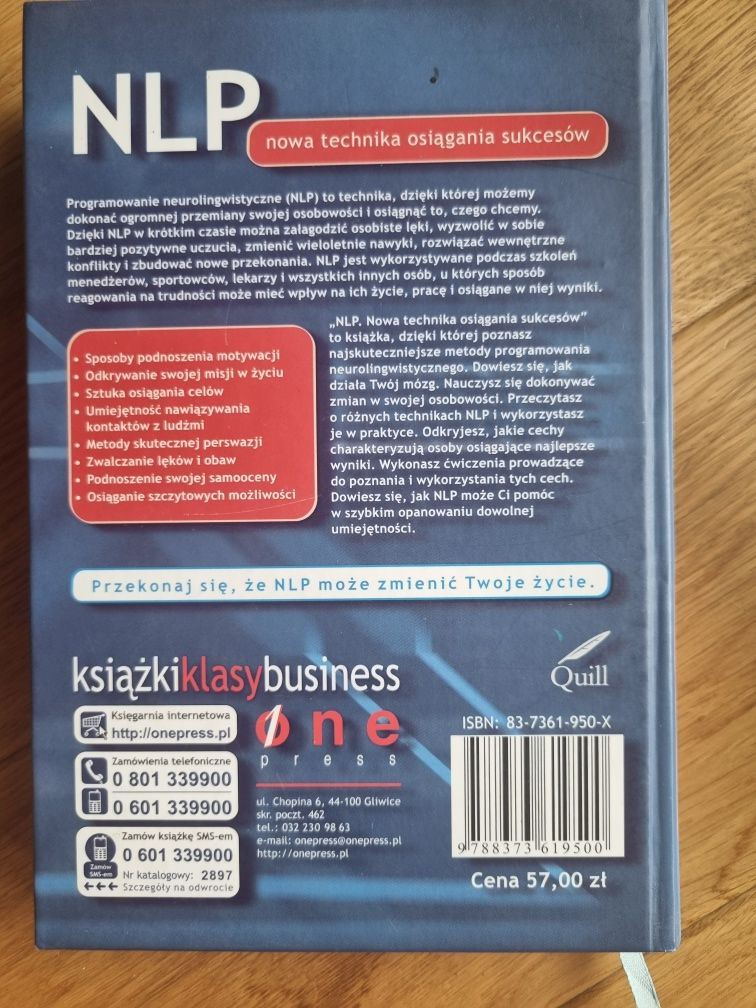 NLP
nowa technika osiągania sukcesów
Programowanie neurolingwistyczne (NLP) to technika, dzięki której możemy
dokonać ogromnej przemiany swojej osobowości i osiągnąć to, czego chcemy.
Dzięki NLP w krótkim czasie można załagodzić osobiste lęki, wyzwolić w sobie
bardziej pozytywne uczucia, zmienić wieloletnie nawyki, rozwiązać wewnętrzne
konflikty i zbudować nowe przekonania. NLP jest wykorzystywane podczas szkoleń
menedżerów, sportowców, lekarzy i wszystkich innych osób, u których sposób
reagowania na trudności może mieć wpływ na ich życie, pracę i osiągane w niej wyniki.
• Sposoby podnoszenia motywacji
• Odkrywanie swojej misji w życiu
• Sztuka osiągania celów
• Umiejętność nawiązywania
kontaktów z ludźmi
• Metody skutecznej perswazji
• Zwalczanie lęków i obaw
• Podnoszenie swojej samooceny
• Osiąganie szczytowych możliwości
„NLP. Nowa technika osiągania sukcesów"
to książka, dzięki której poznasz
najskuteczniejsze metody programowania
neurolingwistycznego. Dowiesz się, jak
działa Twój mózg. Nauczysz się dokonywać
zmian w swojej osobowości. Przeczytasz
o różnych technikach NLP i wykorzystasz
je w praktyce. Odkryjesz, jakie cechy
charakteryzują osoby osiągające najlepsze
wyniki. Wykonasz ćwiczenia prowadzące
do poznania i wykorzystania tych cech.
Dowiesz się, jak NLP może Ci pomóc
w szybkim opanowaniu dowolnej
umiejętności.
Przekonaj się, że NLP może zmienić Twoje życie.
książkiklasybusiness
Księgarnia internetowa
http://onepress.pl
Zamówienia telefoniczne
0 801 339900
0 601 339900
Zamów książkę SMS-em
0 601 339900
Zamów
SMS-em
Nr katalogowy: 2897
Szczegóły na odwrocie
one
press
ul. Chopina 6, 44-100 Gliwice
skr. poczt. 462
tel.: 032 230 98 63
e-mail: onepress@onepress.pl
http://onepress.pl
Quill
ISBN: 83-7361-950-X
9 788373 619500
Cena 57,00 zł